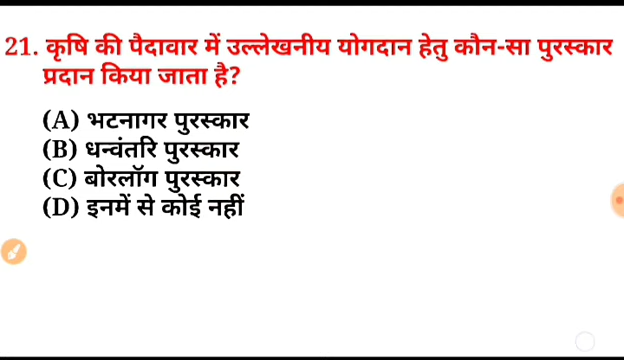 21. कृषि की पैदावार में उल्लेखनीय योगदान हेतु कौन-सा पुरस्कार
प्रदान किया जाता है?
(A) भटनागर पुरस्कार
(B) धन्वंतरि पुरस्कार
(C) बोरलॉग पुरस्कार
(D) इनमें से कोई नहीं